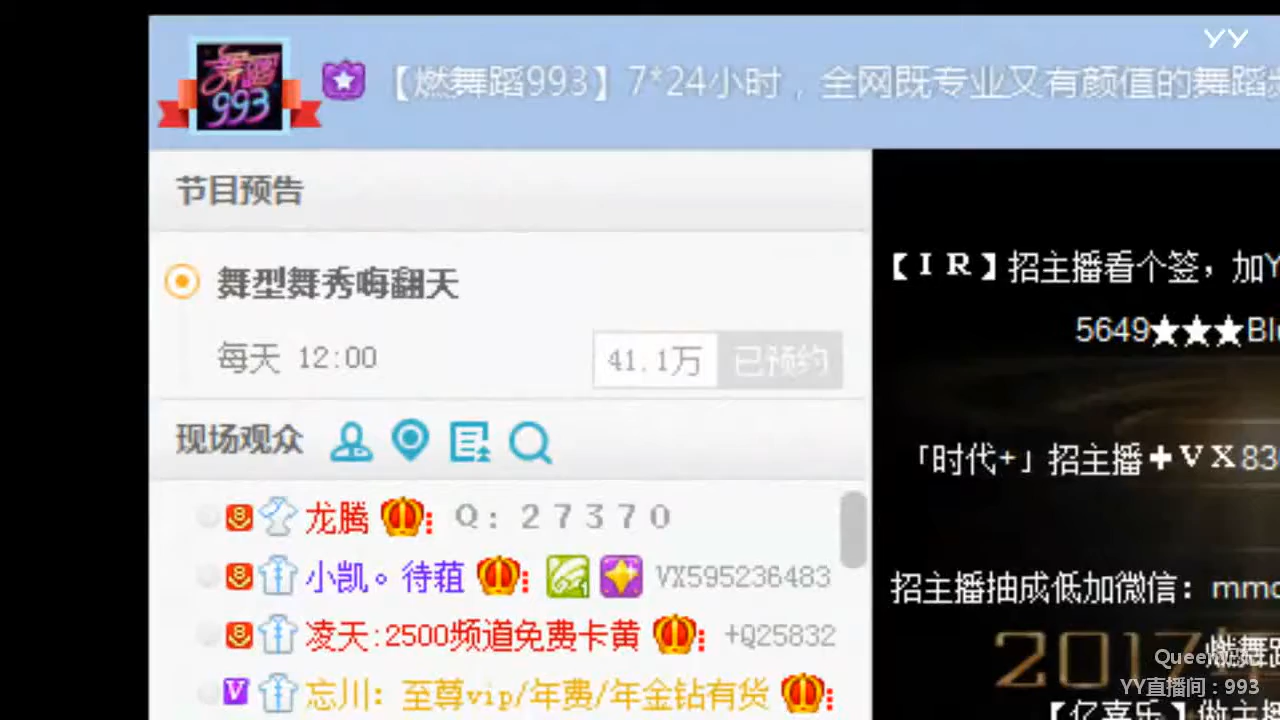 YY
舞蹈
993
【燃舞蹈993】7*24小时，全网既专业又有颜值的舞蹈
节目预告
舞型舞秀嗨翻天
每天 12:00
41.1万
已预约
现场观众
【ＩＲ】招主播看个签，加Y
5649★★★Bl
「时代+」招主播✚ＶＸ83
龙腾 : Q: 27370
小凯。待蒩 : VX595236483
招主播抽成低加微信: mm
凌天:2500频道免费卡黄 : +Q25832
2017 燃舞蹈
V 忘川: 至尊vip/年费/年金钻有货 :
YY直播间：993
【亿喜乐】做主播